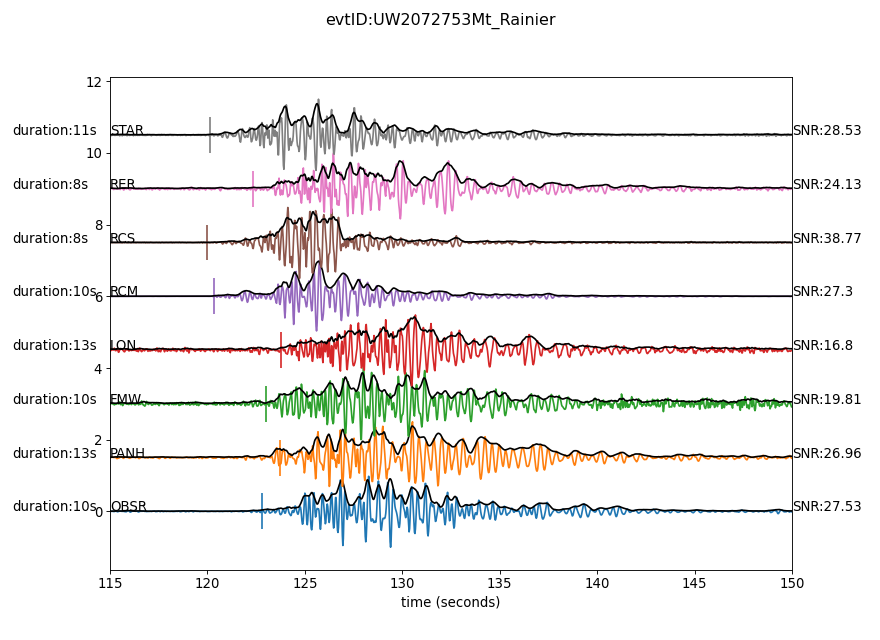 evtID:UW2072753Mt_Rainier
12
duration:11s STAR SNR:28.53
10
duration:8s RER SNR:24.13
8
duration:8s RCS SNR:38.77
duration:10s 6 RCM SNR:27.3
duration:13s LON SNR:16.8
4
duration:10s FMW SNR:19.81
2
duration:13s PANH SNR:26.96
duration:10s 0 OBSR SNR:27.53
115 120 125 130 135 140 145 150
time (seconds)